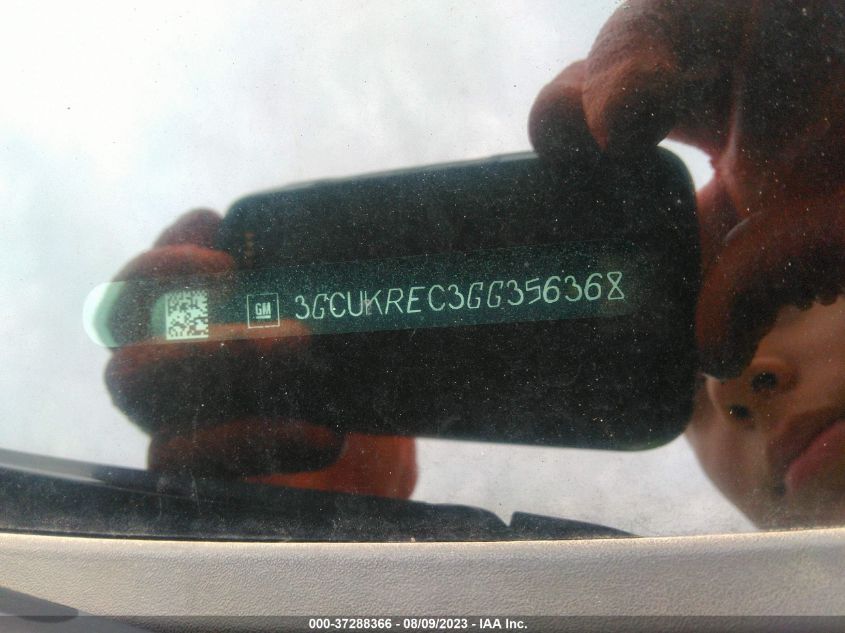 GM 3GCUKREC3GG356368
000-37288366 - 08/09/2023 - IAA Inc.